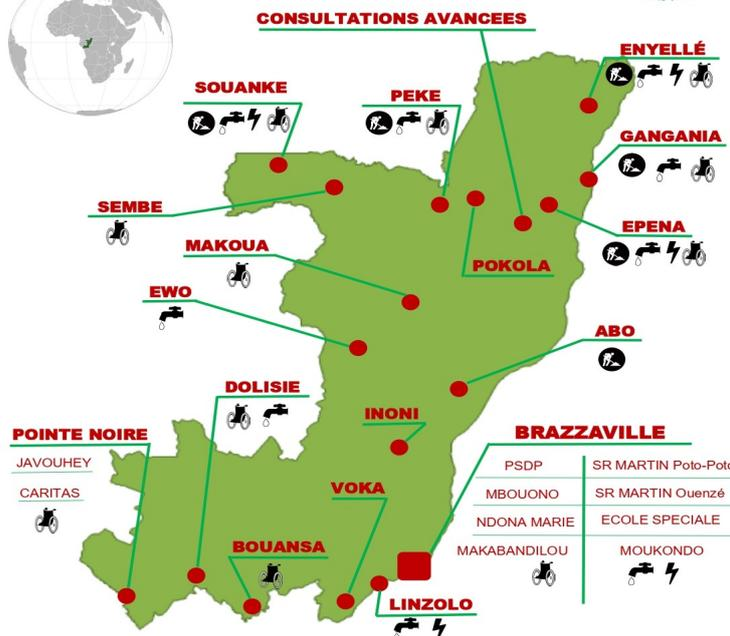 CONSULTATIONS AVANCEES
ENYELLÉ
SOUANKE
PEKE
GANGANIA
SEMBE
EPENA
MAKOUA
POKOLA
EWO
ABO
DOLISIE
INONI
POINTE NOIRE
JAVOUHEY
CARITAS
BRAZZAVILLE
PSDP
SR MARTIN Poto-Poto
MBOUONO
SR MARTIN Ouenzé
NDONA MARIE
ECOLE SPECIALE
MAKABANDILOU
MOUKONDO
VOKA
BOUANSA
LINZOLO